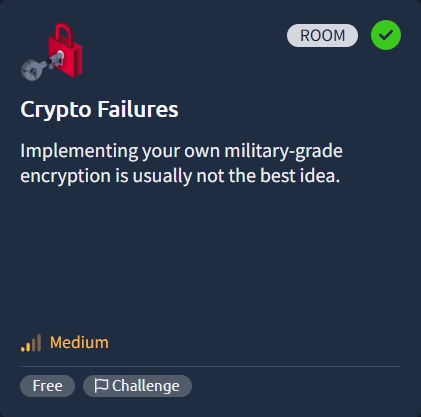 ROOM
Crypto Failures
Implementing your own military-grade
encryption is usually not the best idea.
Medium
Free
Challenge